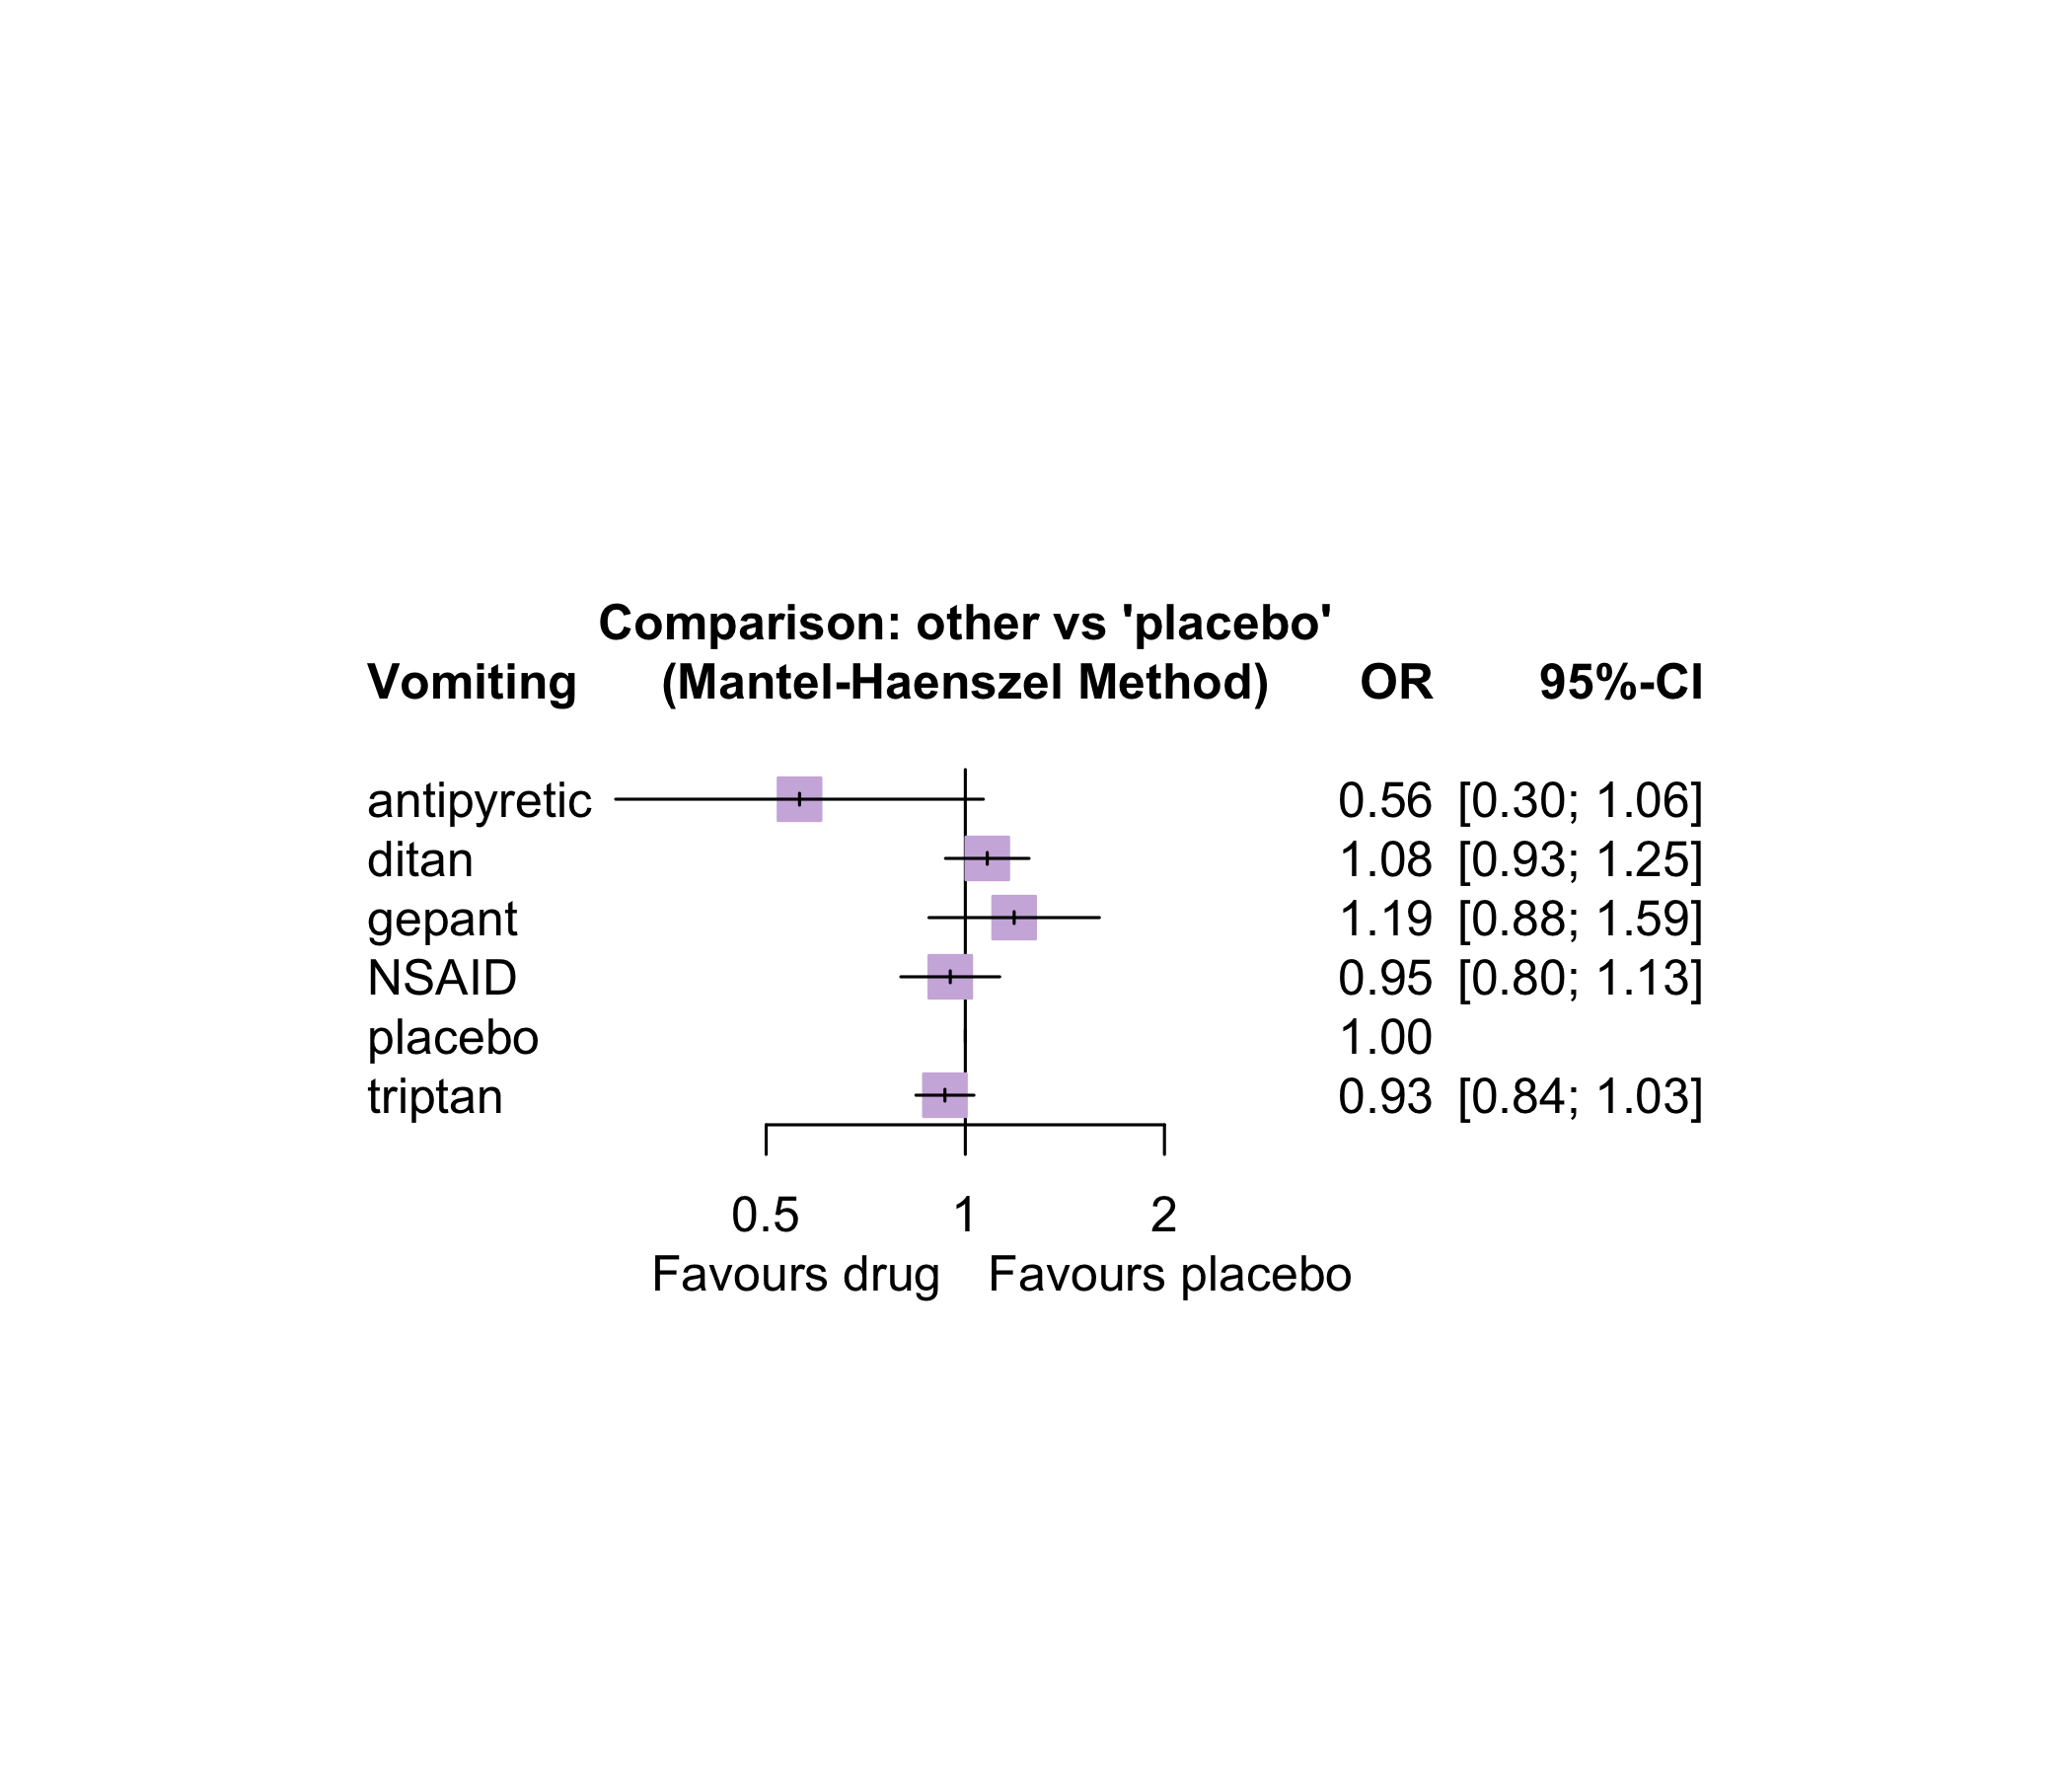 Comparison: other vs 'placebo'
Vomiting (Mantel-Haenszel Method) OR 95%-CI
antipyretic 0.56 [0.30; 1.06]
ditan 1.08 [0.93; 1.25]
gepant 1.19 [0.88; 1.59]
NSAID 0.95 [0.80; 1.13]
placebo 1.00
triptan 0.93 [0.84; 1.03]
0.5 1 2
Favours drug Favours placebo